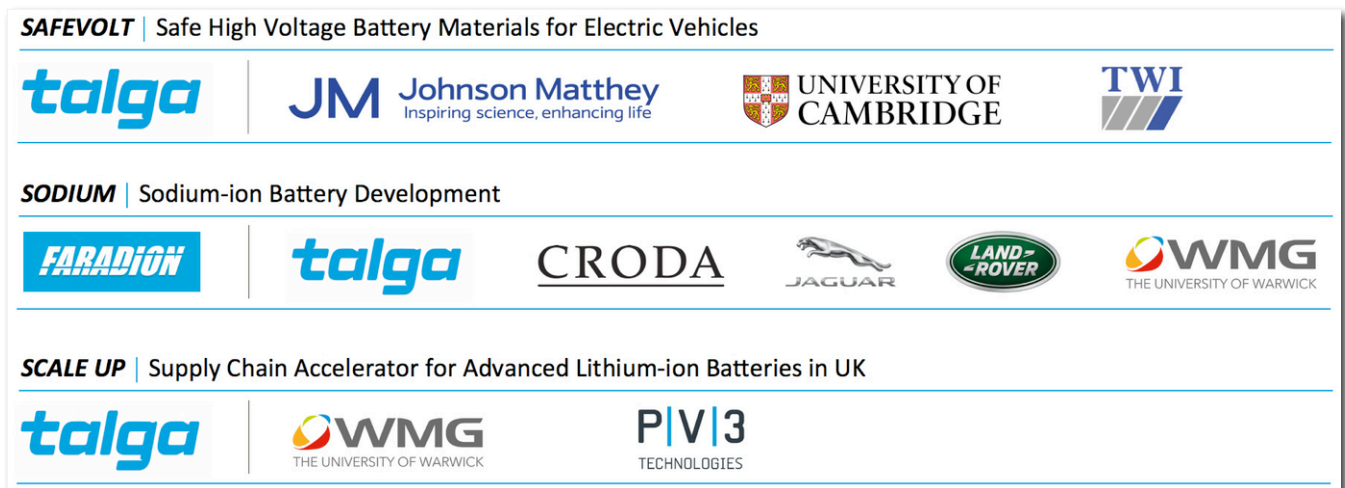 SAFEVOLT | Safe High Voltage Battery Materials for Electric Vehicles
talga
JM Johnson Matthey
Inspiring science, enhancing life
UNIVERSITY OF
CAMBRIDGE
TWI
SODIUM | Sodium-ion Battery Development
FARADION
talga
CRODA
JAGUAR
LAND-
-ROVER
WMG
THE UNIVERSITY OF WARWICK
SCALE UP | Supply Chain Accelerator for Advanced Lithium-ion Batteries in UK
talga
WMG
THE UNIVERSITY OF WARWICK
P|V|3
TECHNOLOGIES